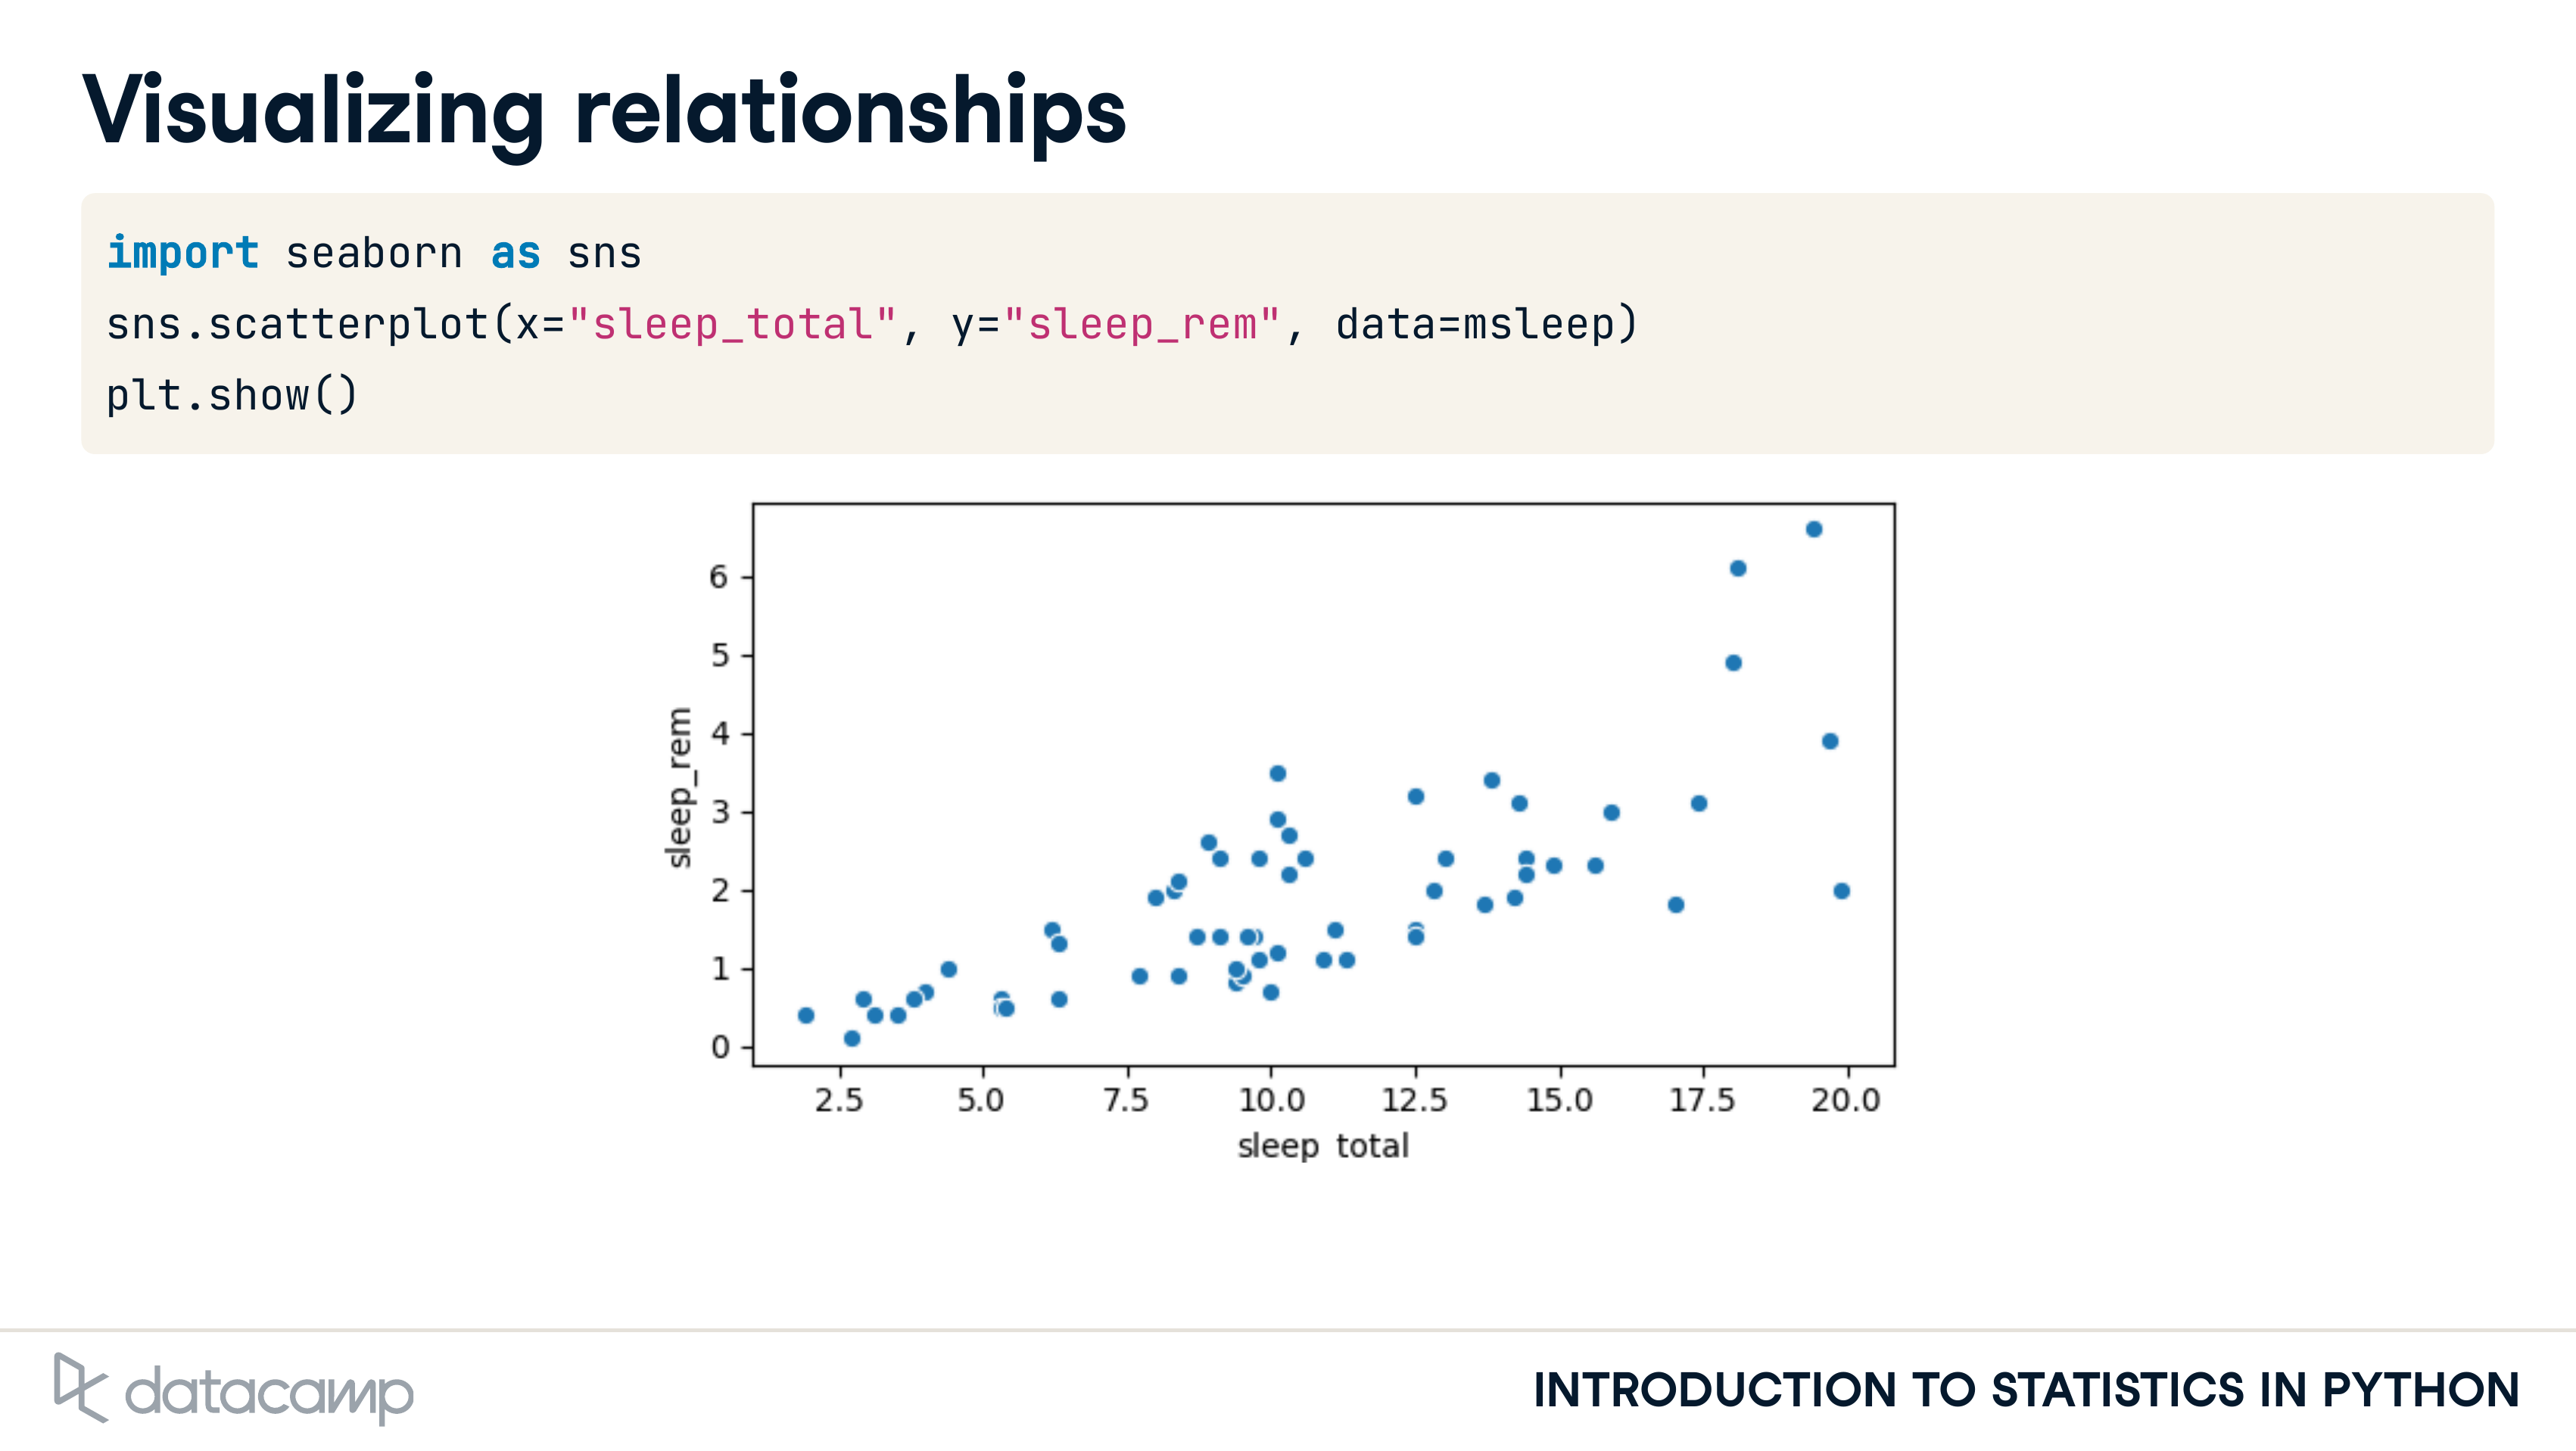 Visualizing relationships
import seaborn as sns
sns.scatterplot(x="sleep_total", y="sleep_rem", data=msleep)
plt.show()
6
5
4
3
2
1
0
sleep_rem
2.5 5.0 7.5 10.0 12.5 15.0 17.5 20.0
sleep total
datacamp
INTRODUCTION TO STATISTICS IN PYTHON